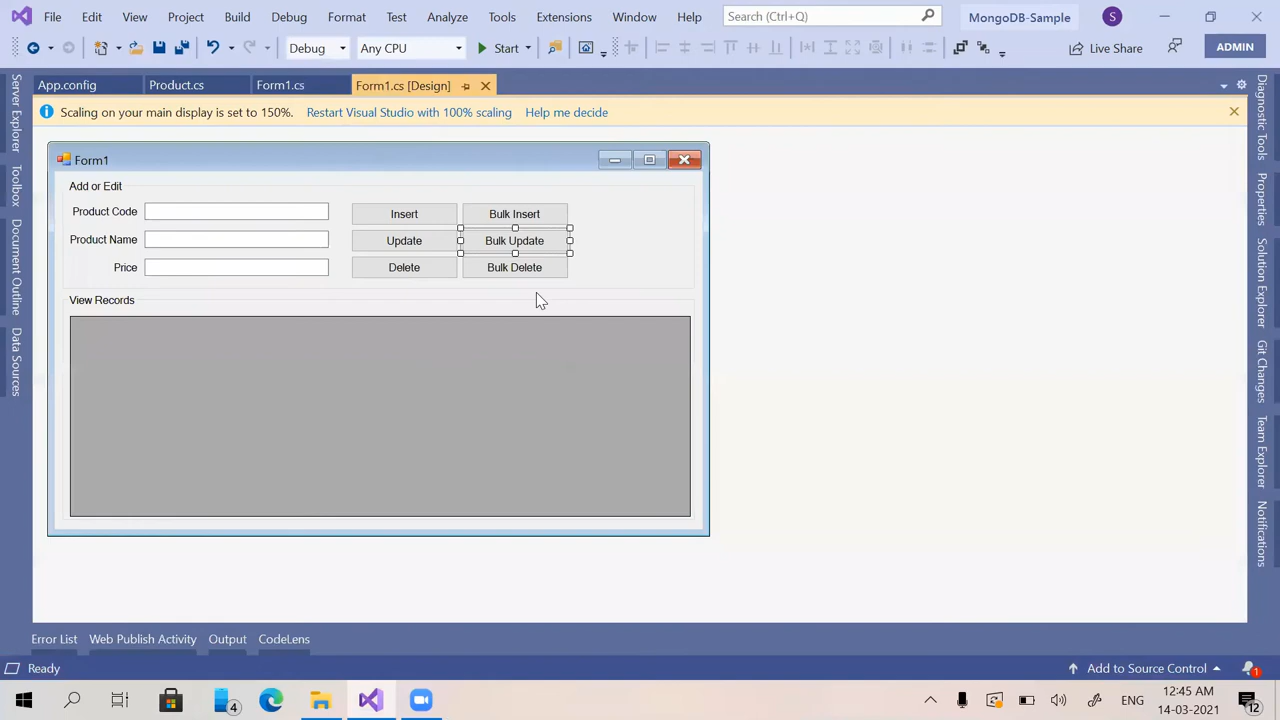 File Edit View Project Build Debug Format Test Analyze Tools Extensions Window Help Search (Ctrl+Q) MongoDB-Sample S
Debug Any CPU Start Live Share ADMIN
App.config Product.cs Form1.cs Form1.cs [Design]
Scaling on your main display is set to 150%. Restart Visual Studio with 100% scaling Help me decide
Server Explorer
Toolbox
Document Outline
Data Sources
Form1
Add or Edit
Product Code Insert Bulk Insert
Product Name Update Bulk Update
Price Delete Bulk Delete
View Records
Diagnostic Tools
Properties
Solution Explorer
Git Changes
Team Explorer
Notifications
Error List Web Publish Activity Output CodeLens
Ready Add to Source Control 1
4 ENG 12:45 AM
14-03-2021 12